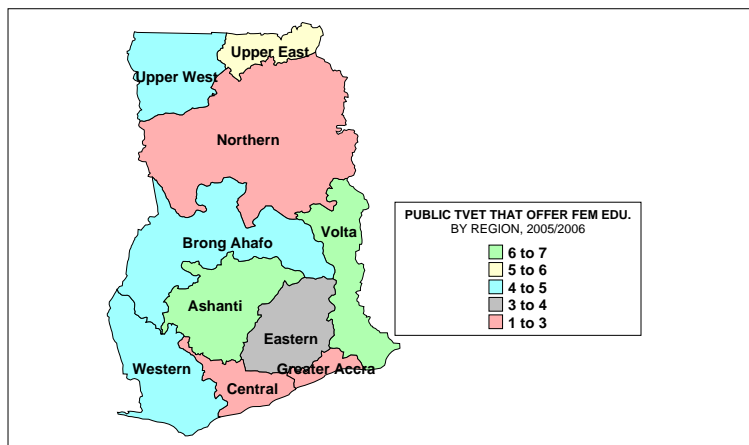 Upper East
Upper West
Northern
Volta
Brong Ahafo
Ashanti
Eastern
Western
Greater Accra
Central
PUBLIC TVET THAT OFFER FEM EDU.
BY REGION, 2005/2006
6 to 7
5 to 6
4 to 5
3 to 4
1 to 3